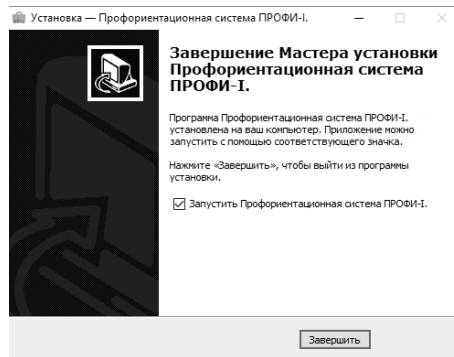 Установка — Профориентационная система ПРОФИ-I.
Завершение Мастера установки
Профориентационная система
ПРОФИ-I.
Программа Профориентационная система ПРОФИ-I.
установлена на ваш компьютер. Приложение можно
запустить с помощью соответствующего значка.
Нажмите «Завершить», чтобы выйти из программы
установки.
Запустить Профориентационная система ПРОФИ-I.
Завершить